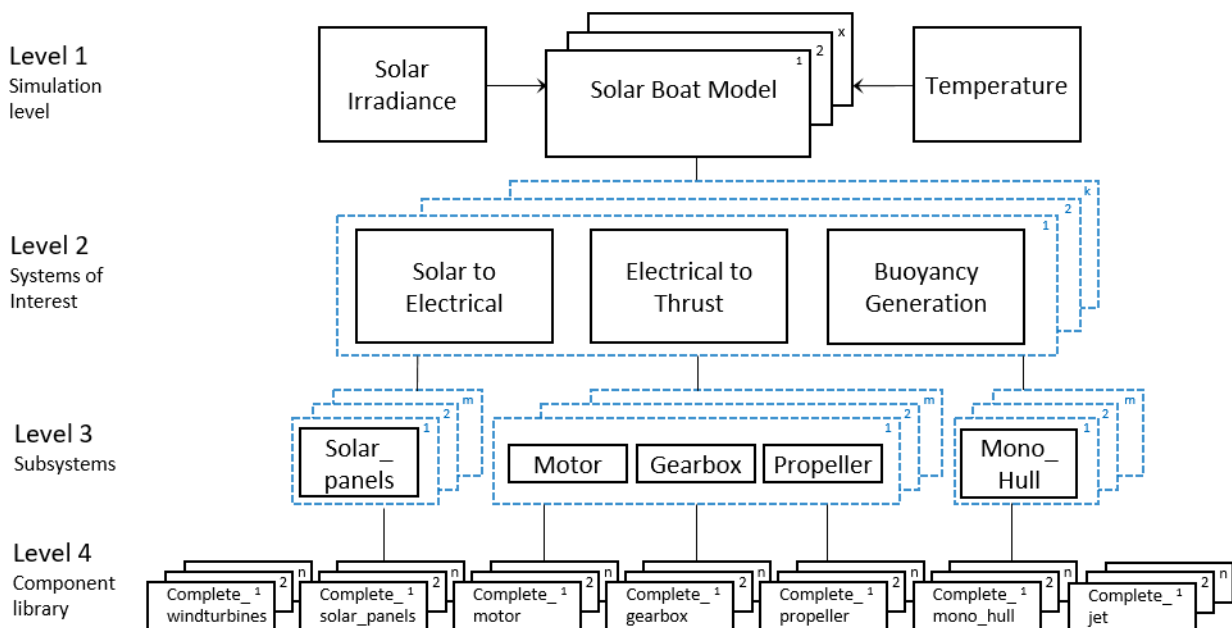 Level 1
Simulation
level
Solar
Irradiance
Solar Boat Model
1
2
x
Temperature
Level 2
Systems of
Interest
Solar to
Electrical
Electrical to
Thrust
Buoyancy
Generation
1
2
k
Level 3
Subsystems
Solar_
panels
1
2
m
Motor
Gearbox
Propeller
1
2
m
Mono_
Hull
1
2
m
Level 4
Component
library
Complete_ 1
windturbines
2
n
Complete_ 1
solar_panels
2
n
Complete_ 1
motor
2
n
Complete_ 1
gearbox
2
n
Complete_ 1
propeller
2
n
Complete_ 1
mono_hull
2
n
Complete_ 1
jet
2
n